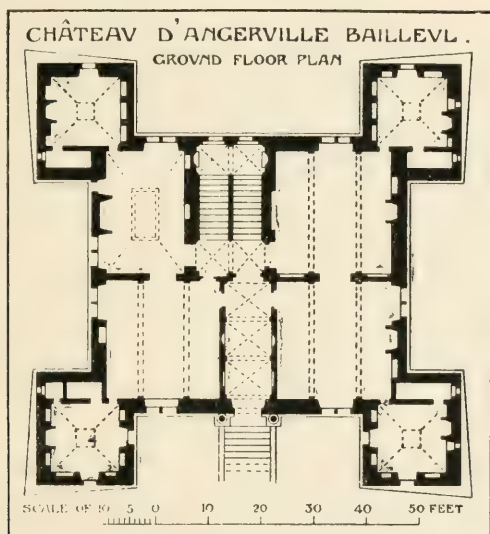 CHÂTEAV D'ANGERVILLE BAILLEVL.
GROVND FLOOR PLAN
SCALE OF 10 5 0 10 20 30 40 50 FEET